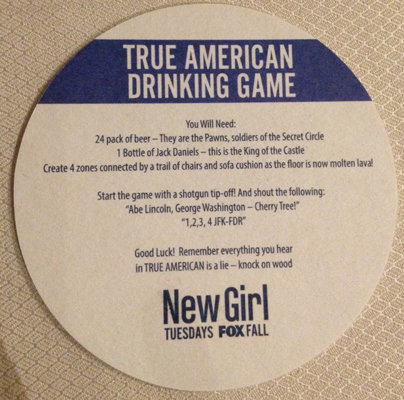 TRUE AMERICAN
DRINKING GAME
You Will Need:
24 pack of beer – They are the Pawns, soldiers of the Secret Circle
1 Bottle of Jack Daniels – this is the King of the Castle
Create 4 zones connected by a trail of chairs and sofa cushion as the floor is now molten lava!
Start the game with a shotgun tip-off! And shout the following:
"Abe Lincoln, George Washington – Cherry Tree!"
"1,2,3, 4 JFK-FDR"
Good Luck! Remember everything you hear
in TRUE AMERICAN is a lie – knock on wood
New Girl
TUESDAYS FOX FALL